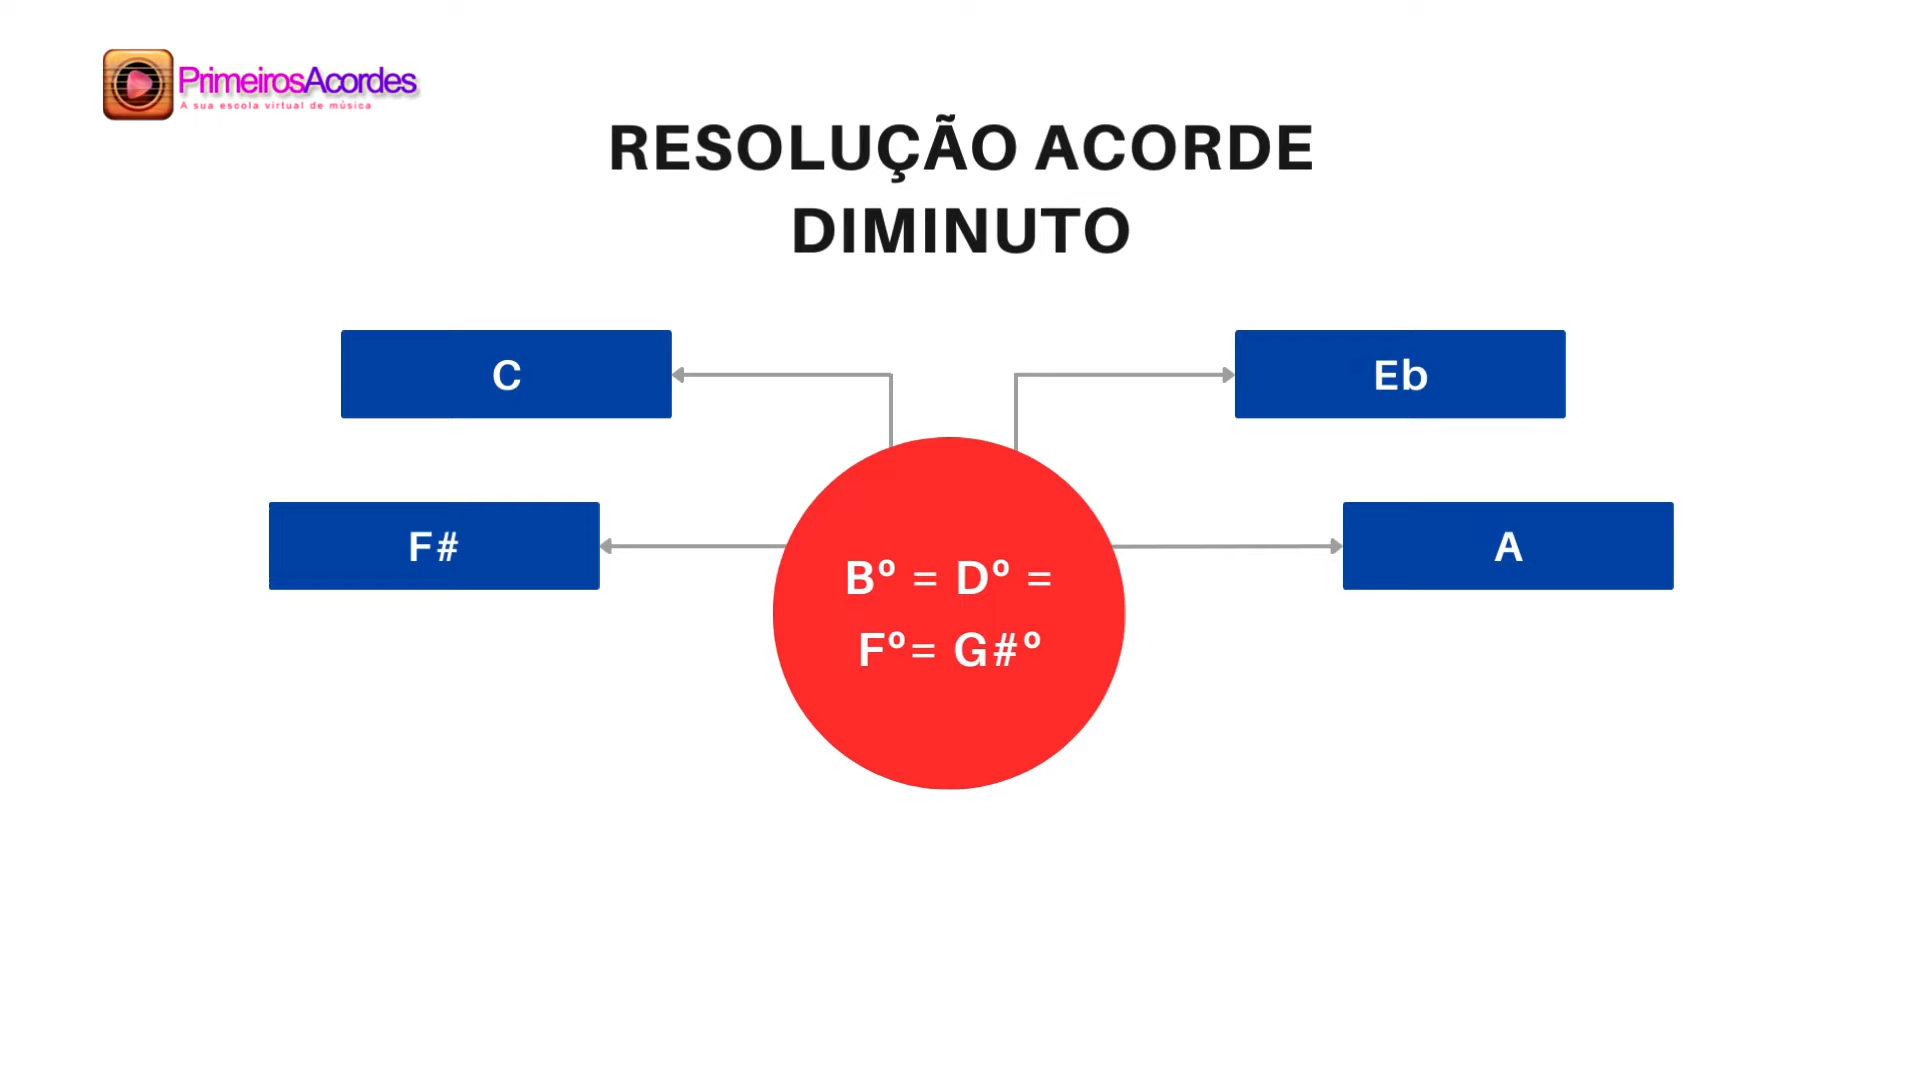 PrimeirosAcordes
A sua escola virtual de música
RESOLUÇÃO ACORDE
DIMINUTO
C
Eb
F#
A
Bº = Dº =
Fº= G#º